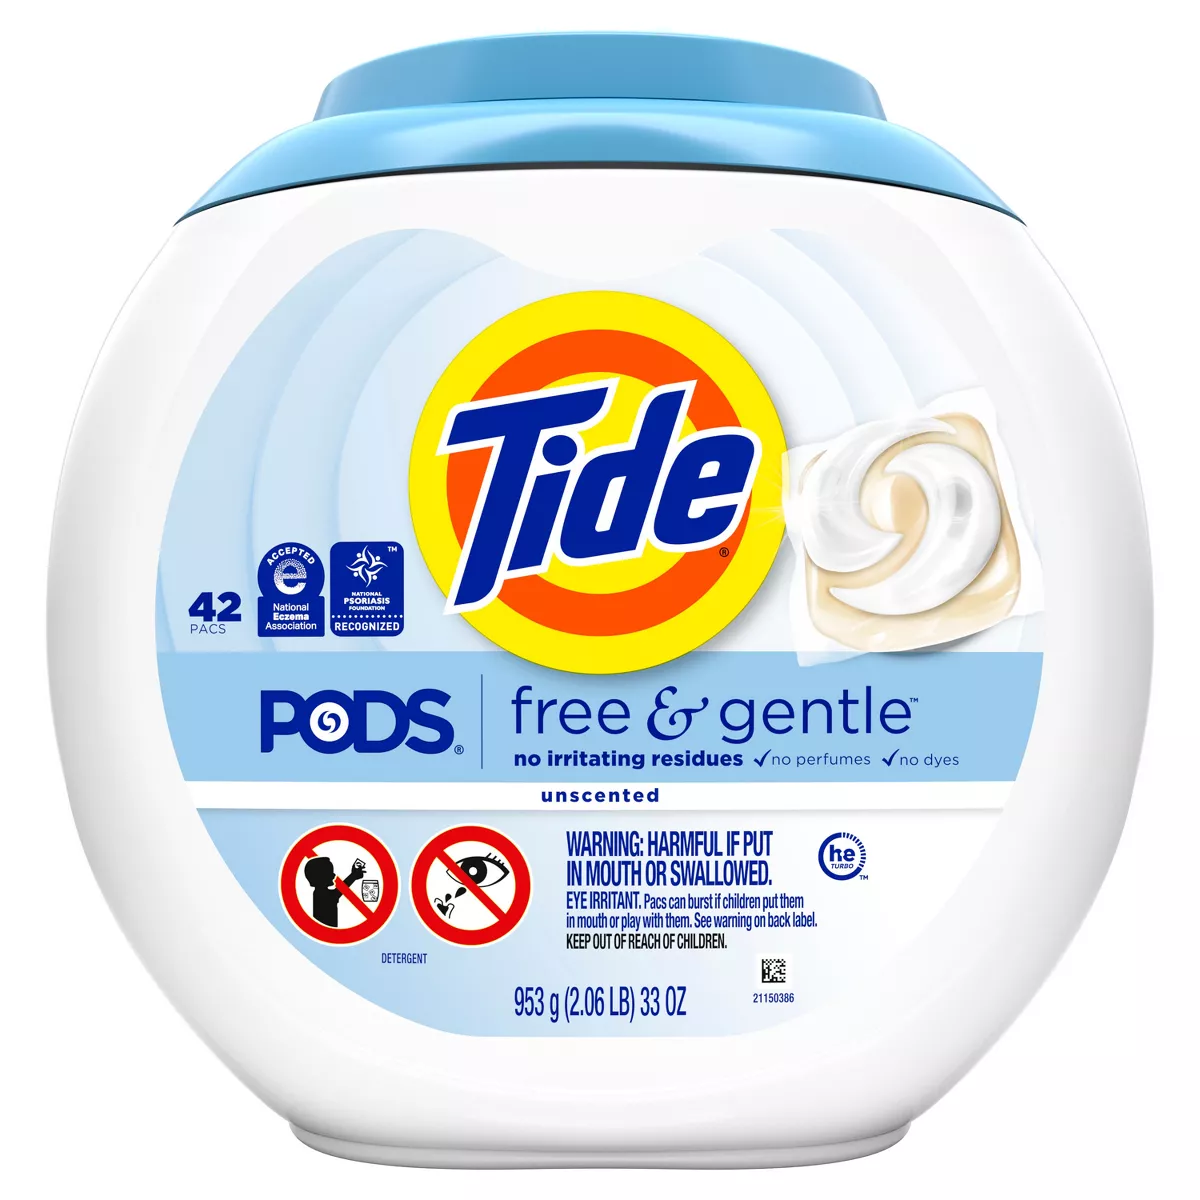 Tide®
42
PACS
ACCEPTED
e
National
Eczema
Association
™
NATIONAL
PSORIASIS
FOUNDATION
RECOGNIZED
PODS®
free & gentle™
no irritating residues ✓no perfumes ✓no dyes
unscented
WARNING: HARMFUL IF PUT
IN MOUTH OR SWALLOWED.
EYE IRRITANT. Pacs can burst if children put them
in mouth or play with them. See warning on back label.
KEEP OUT OF REACH OF CHILDREN.
he
TURBO
™
DETERGENT
953 g (2.06 LB) 33 OZ
21150386